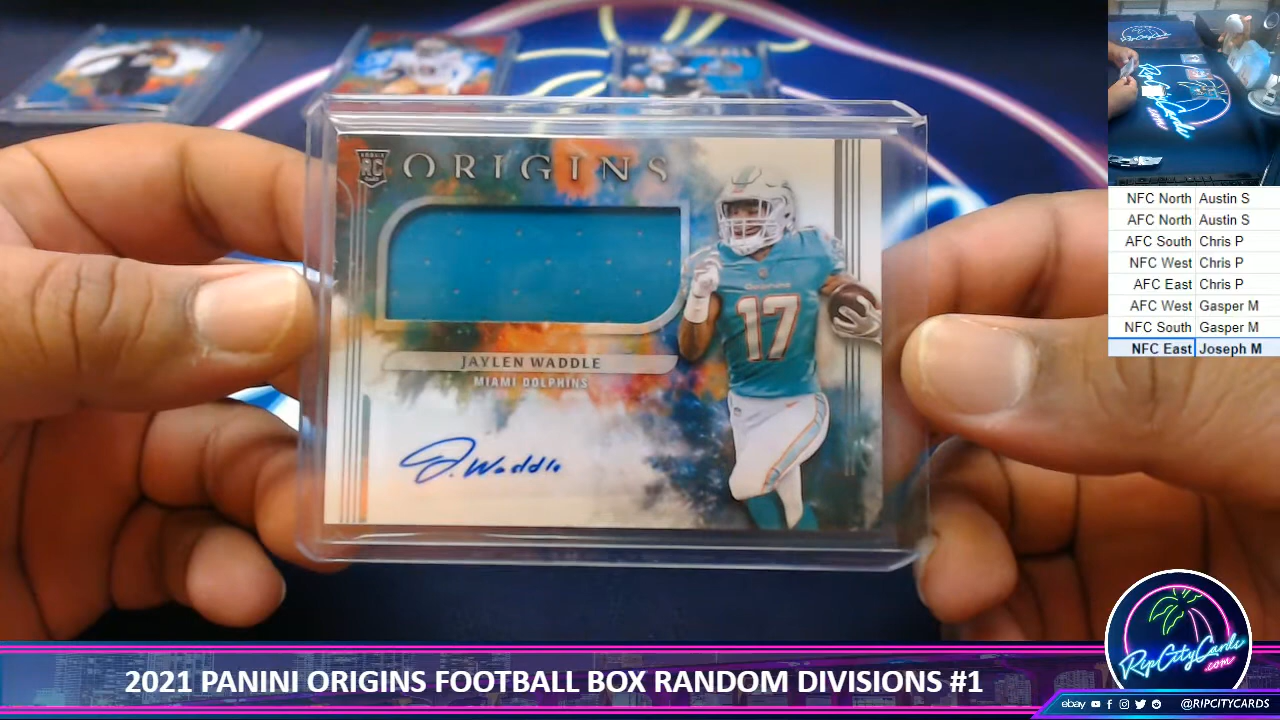 ORIGINS
JAYLEN WADDLE
MIAMI DOLPHINS
J. Waddle
RC
DOLPHINS
17
NFC North Austin S
AFC North Austin S
AFC South Chris P
NFC West Chris P
AFC East Chris P
AFC West Gasper M
NFC South Gasper M
NFC East Joseph M
2021 PANINI ORIGINS FOOTBALL BOX RANDOM DIVISIONS #1
RipCityCards
.com
ebay @RIPCITYCARDS